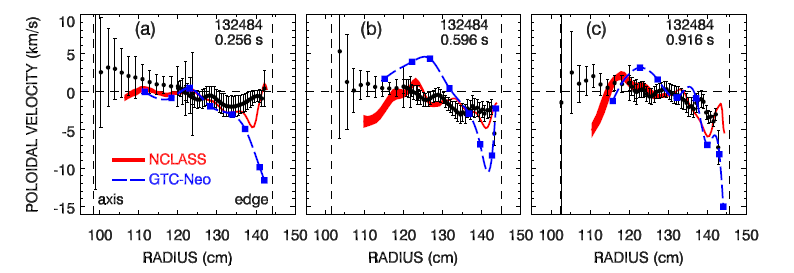 (a) 132484 (b) 132484 (c) 132484
0.256 s 0.596 s 0.916 s
POLOIDAL VELOCITY (km/s)
10
5
0
-5
-10
-15
NCLASS
GTC-Neo
axis edge
100 110 120 130 140 150 100 110 120 130 140 150 100 110 120 130 140 150
RADIUS (cm) RADIUS (cm) RADIUS (cm)